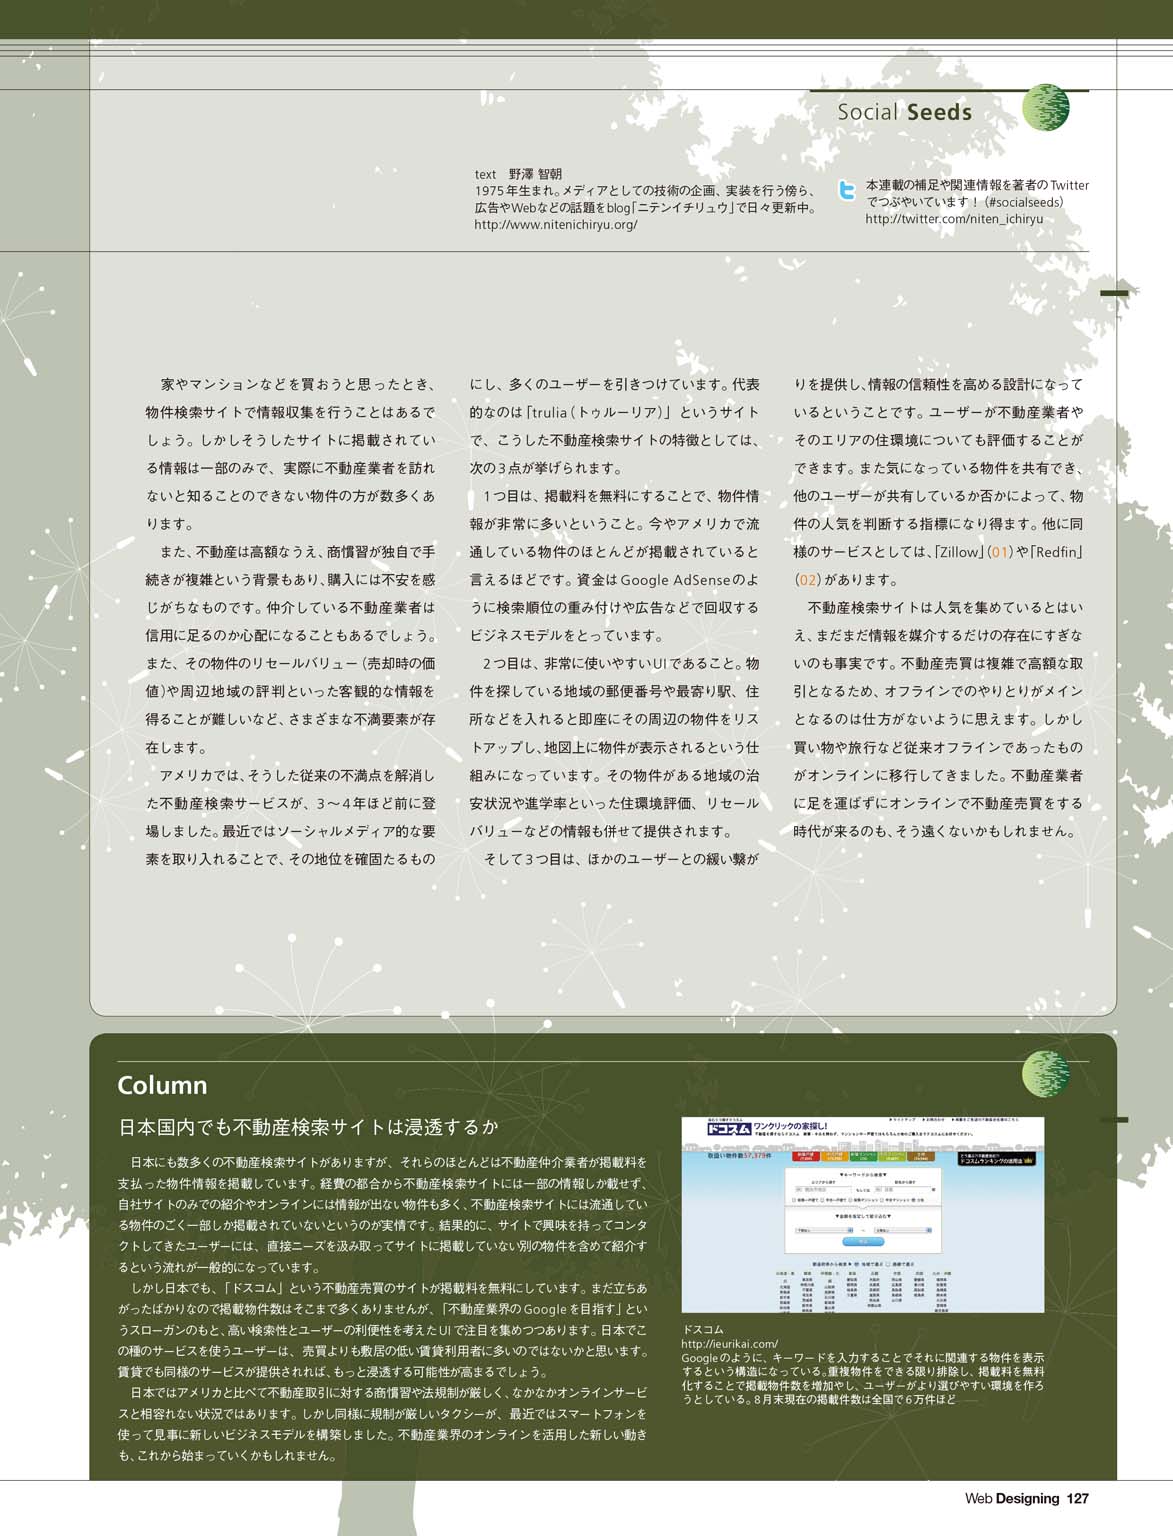 Social Seeds
text　野澤 智朝
1975年生まれ。メディアとしての技術の企画、実装を行う傍ら、
広告やWebなどの話題をblog「ニテンイチリュウ」で日々更新中。
http://www.nitenichiryu.org/
本連載の補足や関連情報を著者のTwitter
でつぶやいています！（#socialseeds）
http://twitter.com/niten_ichiryu
家やマンションなどを買おうと思ったとき、
物件検索サイトで情報収集を行うことはあるで
しょう。しかしそうしたサイトに掲載されてい
る情報は一部のみで、実際に不動産業者を訪れ
ないと知ることのできない物件の方が数多くあ
ります。
また、不動産は高額なうえ、商慣習が独自で手
続きが複雑という背景もあり、購入には不安を感
じがちなものです。仲介している不動産業者は
信用に足るのか心配になることもあるでしょう。
また、その物件のリセールバリュー（売却時の価
値）や周辺地域の評判といった客観的な情報を
得ることが難しいなど、さまざまな不満要素が存
在します。
アメリカでは、そうした従来の不満点を解消し
た不動産検索サービスが、3〜4年ほど前に登
場しました。最近ではソーシャルメディア的な要
素を取り入れることで、その地位を確固たるもの
にし、多くのユーザーを引きつけています。代表
的なのは「trulia（トゥルーリア）」というサイト
で、こうした不動産検索サイトの特徴としては、
次の3点が挙げられます。
1つ目は、掲載料を無料にすることで、物件情
報が非常に多いということ。今やアメリカで流
通している物件のほとんどが掲載されていると
言えるほどです。資金はGoogle AdSenseのよ
うに検索順位の重み付けや広告などで回収する
ビジネスモデルをとっています。
2つ目は、非常に使いやすいUIであること。物
件を探している地域の郵便番号や最寄り駅、住
所などを入れると即座にその周辺の物件をリス
トアップし、地図上に物件が表示されるという仕
組みになっています。その物件がある地域の治
安状況や進学率といった住環境評価、リセール
バリューなどの情報も併せて提供されます。
そして3つ目は、ほかのユーザーとの緩い繋が
りを提供し、情報の信頼性を高める設計になって
いるということです。ユーザーが不動産業者や
そのエリアの住環境についても評価することが
できます。また気になっている物件を共有でき、
他のユーザーが共有しているか否かによって、物
件の人気を判断する指標になり得ます。他に同
様のサービスとしては、「Zillow」（01）や「Redfin」
（02）があります。
不動産検索サイトは人気を集めているとはい
え、まだまだ情報を媒介するだけの存在にすぎな
いのも事実です。不動産売買は複雑で高額な取
引となるため、オフラインでのやりとりがメイン
となるのは仕方がないように思えます。しかし
買い物や旅行など従来オフラインであったもの
がオンラインに移行してきました。不動産業者
に足を運ばずにオンラインで不動産売買をする
時代が来るのも、そう遠くないかもしれません。
Column
日本国内でも不動産検索サイトは浸透するか
日本にも数多くの不動産検索サイトがありますが、それらのほとんどは不動産仲介業者が掲載料を
支払った物件情報を掲載しています。経費の都合から不動産検索サイトには一部の情報しか載せず、
自社サイトのみでの紹介やオンラインには情報が出ない物件も多く、不動産検索サイトには流通してい
る物件のごく一部しか掲載されていないというのが実情です。結果的に、サイトで興味を持ってコンタ
クトしてきたユーザーには、直接ニーズを汲み取ってサイトに掲載していない別の物件を含めて紹介す
るという流れが一般的になっています。
しかし日本でも、「ドスコム」という不動産売買のサイトが掲載料を無料にしています。まだ立ちあ
がったばかりなので掲載物件数はそこまで多くありませんが、「不動産業界のGoogleを目指す」とい
うスローガンのもと、高い検索性とユーザーの利便性を考えたUIで注目を集めつつあります。日本でこ
の種のサービスを使うユーザーは、売買よりも敷居の低い賃貸利用者に多いのではないかと思います。
賃貸でも同様のサービスが提供されれば、もっと浸透する可能性が高まるでしょう。
日本ではアメリカと比べて不動産取引に対する商慣習や法規制が厳しく、なかなかオンラインサービ
スと相容れない状況ではあります。しかし同様に規制が厳しいタクシーが、最近ではスマートフォンを
使って見事に新しいビジネスモデルを構築しました。不動産業界のオンラインを活用した新しい動き
も、これから始まっていくかもしれません。
ドコスム ワンクリックの家探し!
取扱い物件数57,379件
▼キーワードから検索▼
ドスコム
http://ieurikai.com/
Googleのように、キーワードを入力することでそれに関連する物件を表示
するという構造になっている。重複物件をできる限り排除し、掲載料を無料
化することで掲載物件数を増加やし、ユーザーがより選びやすい環境を作ろ
うとしている。8月末現在の掲載件数は全国で6万件ほど
Web Designing 127